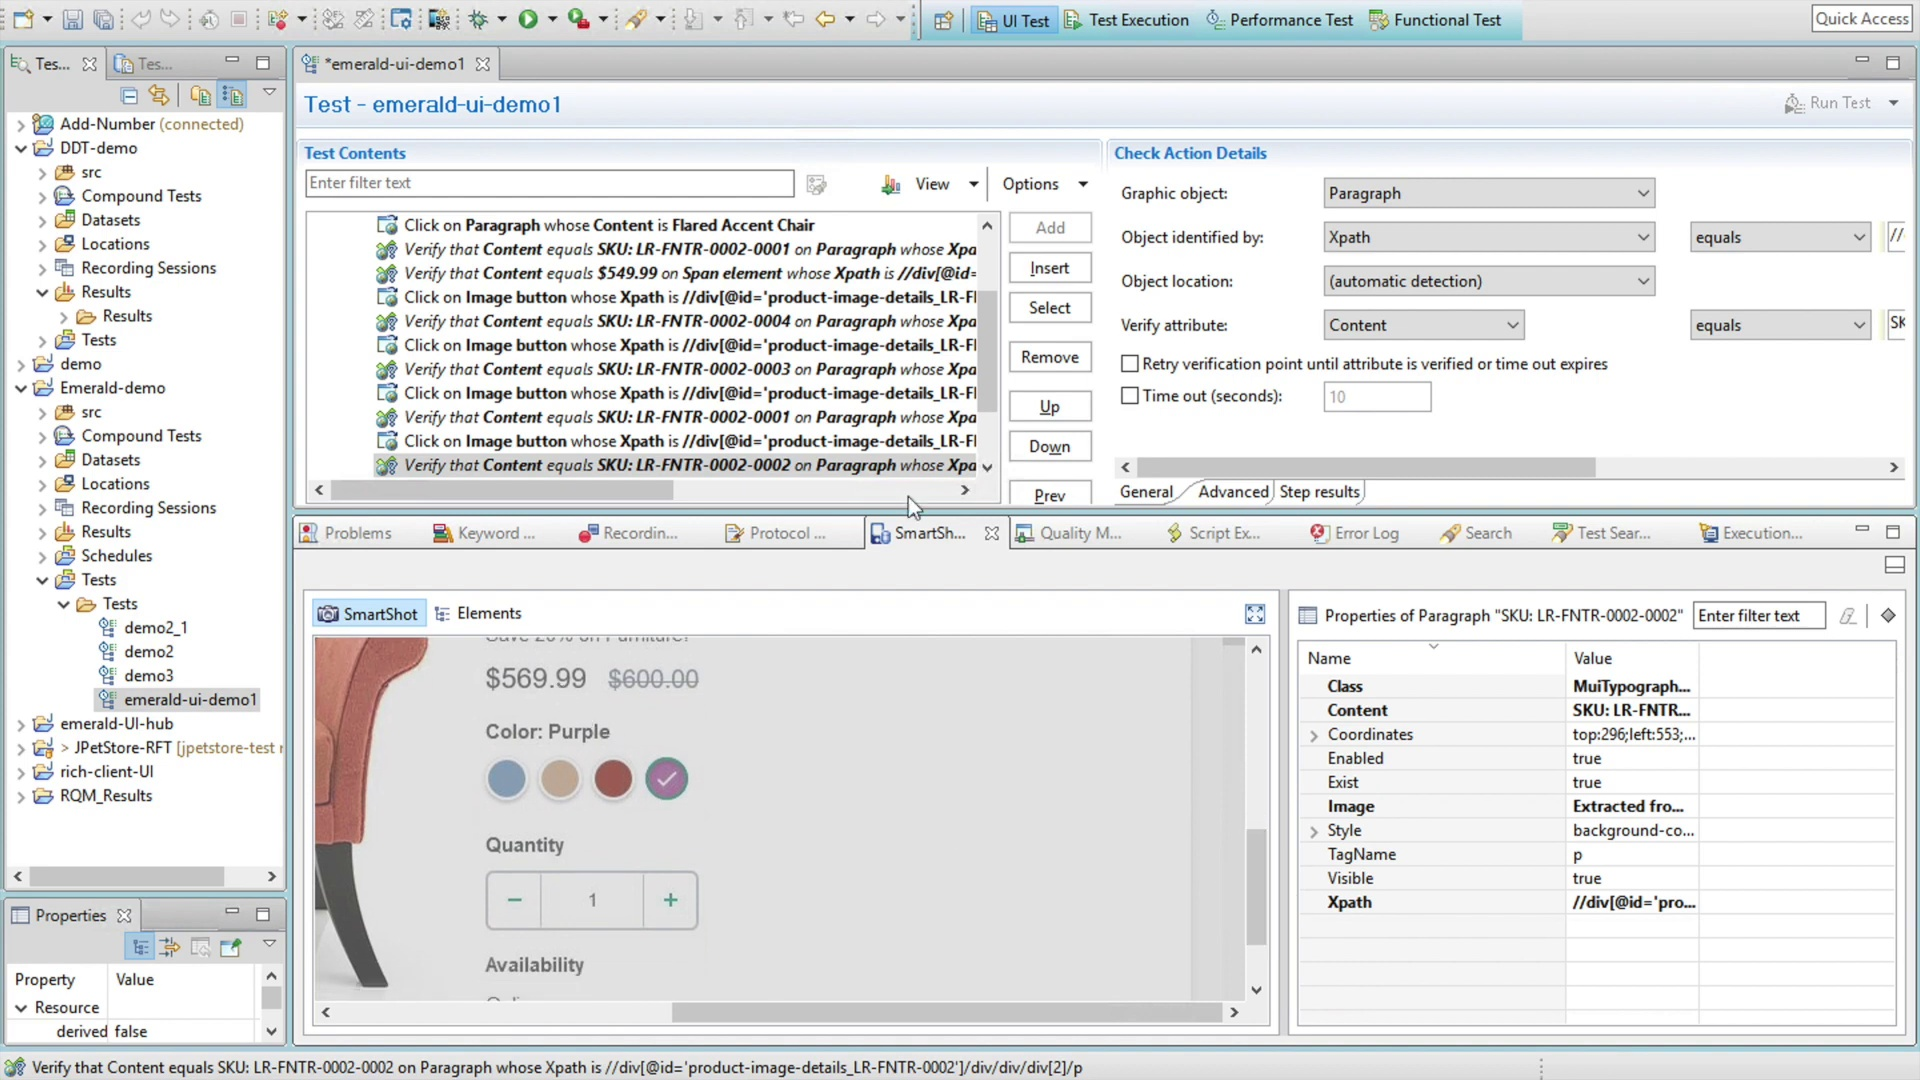 UI Test
Test Execution
Performance Test
Functional Test
Quick Access
Tes...
Tes...
*emerald-ui-demo1
Test - emerald-ui-demo1
Run Test
Add-Number (connected)
DDT-demo
src
Compound Tests
Datasets
Locations
Recording Sessions
Results
Results
Tests
demo
Emerald-demo
src
Compound Tests
Datasets
Locations
Recording Sessions
Results
Schedules
Tests
Tests
demo2_1
demo2
demo3
emerald-ui-demo1
emerald-UI-hub
> JPetStore-RFT [jpetstore-test r
rich-client-UI
RQM_Results
Test Contents
Enter filter text
View
Options
Click on Paragraph whose Content is Flared Accent Chair
Verify that Content equals SKU: LR-FNTR-0002-0001 on Paragraph whose Xpa
Verify that Content equals $549.99 on Span element whose Xpath is //div[@id=
Click on Image button whose Xpath is //div[@id='product-image-details_LR-FI
Verify that Content equals SKU: LR-FNTR-0002-0004 on Paragraph whose Xpa
Click on Image button whose Xpath is //div[@id='product-image-details_LR-FI
Verify that Content equals SKU: LR-FNTR-0002-0003 on Paragraph whose Xpa
Click on Image button whose Xpath is //div[@id='product-image-details_LR-FI
Verify that Content equals SKU: LR-FNTR-0002-0001 on Paragraph whose Xpa
Click on Image button whose Xpath is //div[@id='product-image-details_LR-FI
Verify that Content equals SKU: LR-FNTR-0002-0002 on Paragraph whose Xpa
Add
Insert
Select
Remove
Up
Down
Prev
Check Action Details
Graphic object: Paragraph
Object identified by: Xpath equals //
Object location: (automatic detection)
Verify attribute: Content equals SK
Retry verification point until attribute is verified or time out expires
Time out (seconds): 10
General
Advanced
Step results
Problems
Keyword ...
Recordin...
Protocol ...
SmartSh...
Quality M...
Script Ex...
Error Log
Search
Test Sear...
Execution...
SmartShot
Elements
Save 20% on Furniture!
$569.99 $600.00
Color: Purple
Quantity
− 1 +
Availability
Properties of Paragraph "SKU: LR-FNTR-0002-0002"
Enter filter text
Name Value
Class MuiTypograph...
Content SKU: LR-FNTR...
Coordinates top:296;left:553;...
Enabled true
Exist true
Image Extracted fro...
Style background-co...
TagName p
Visible true
Xpath //div[@id='pro...
Properties
Property Value
Resource
derived false
Verify that Content equals SKU: LR-FNTR-0002-0002 on Paragraph whose Xpath is //div[@id='product-image-details_LR-FNTR-0002']/div/div/div[2]/p